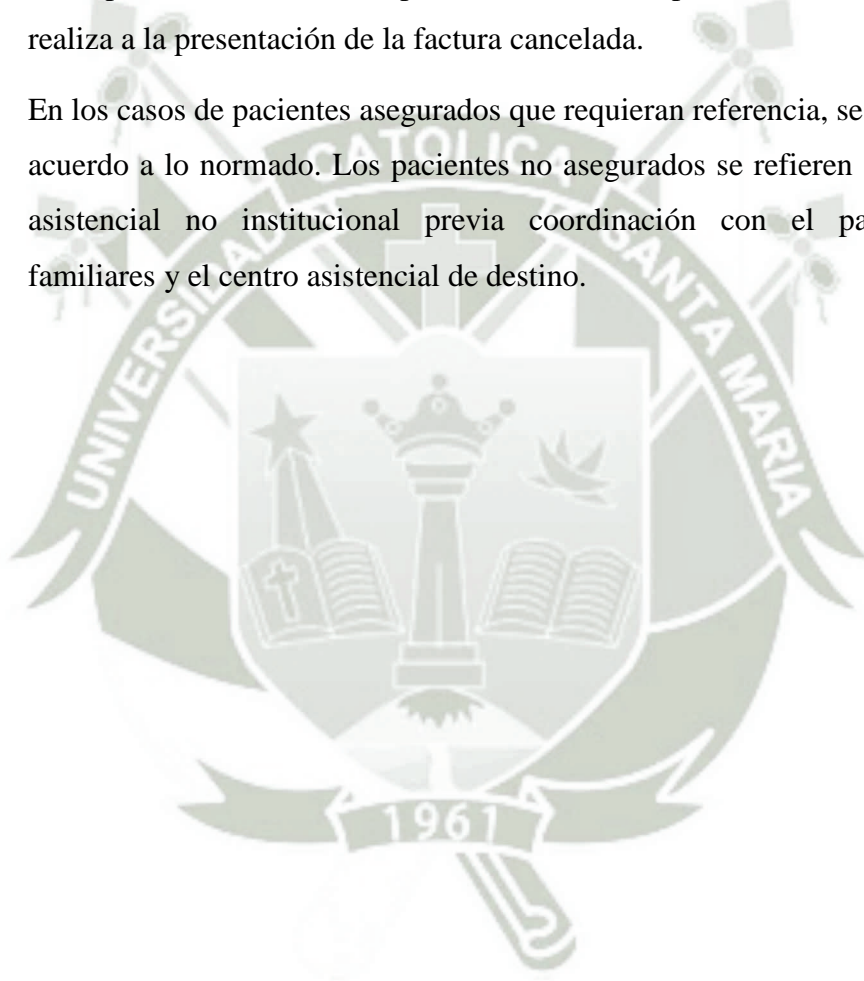 realiza a la presentación de la factura cancelada.
En los casos de pacientes asegurados que requieran referencia, se
acuerdo a lo normado. Los pacientes no asegurados se refieren
asistencial no institucional previa coordinación con el pa
familiares y el centro asistencial de destino.
UNIVERSIDAD CATOLICA SANTA MARIA
1961